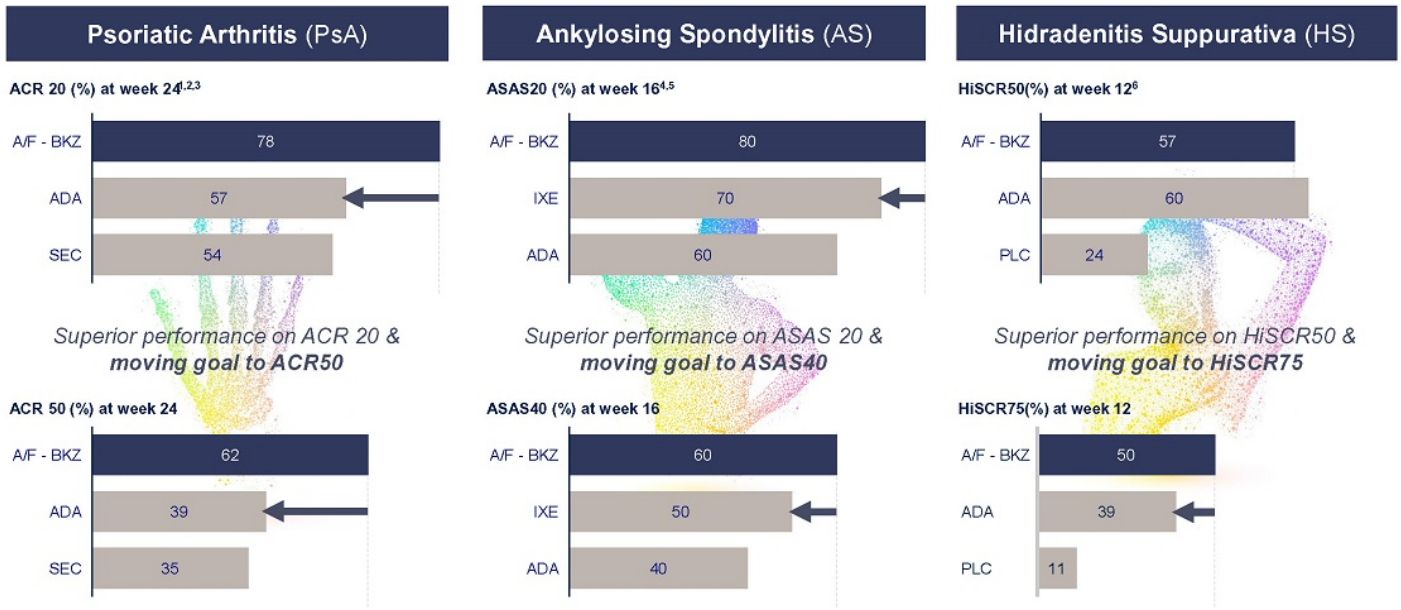 Psoriatic Arthritis (PsA)
ACR 20 (%) at week 24¹,²,³
A/F - BKZ
78
ADA
57
SEC
54
Superior performance on ACR 20 &
moving goal to ACR50
ACR 50 (%) at week 24
A/F - BKZ
62
ADA
39
SEC
35
Ankylosing Spondylitis (AS)
ASAS20 (%) at week 16⁴,⁵
A/F - BKZ
80
IXE
70
ADA
60
Superior performance on ASAS 20 &
moving goal to ASAS40
ASAS40 (%) at week 16
A/F - BKZ
60
IXE
50
ADA
40
Hidradenitis Suppurativa (HS)
HiSCR50(%) at week 12⁶
A/F - BKZ
57
ADA
60
PLC
24
Superior performance on HiSCR50 &
moving goal to HiSCR75
HiSCR75(%) at week 12
A/F - BKZ
50
ADA
39
PLC
11